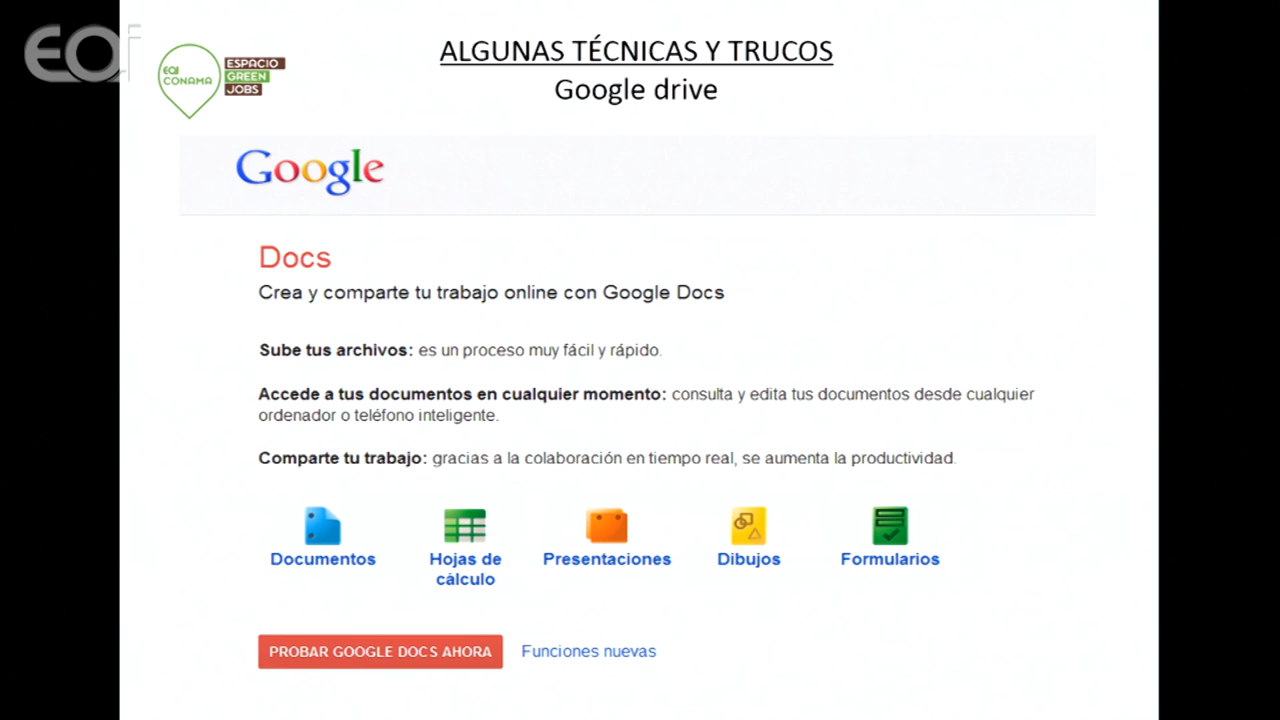 EOi
EOI
CONAMA
ESPACIO
GREEN
JOBS
ALGUNAS TÉCNICAS Y TRUCOS
Google drive
Google
Docs
Crea y comparte tu trabajo online con Google Docs
Sube tus archivos: es un proceso muy fácil y rápido.
Accede a tus documentos en cualquier momento: consulta y edita tus documentos desde cualquier
ordenador o teléfono inteligente.
Comparte tu trabajo: gracias a la colaboración en tiempo real, se aumenta la productividad.
Documentos
Hojas de
cálculo
Presentaciones
Dibujos
Formularios
PROBAR GOOGLE DOCS AHORA
Funciones nuevas